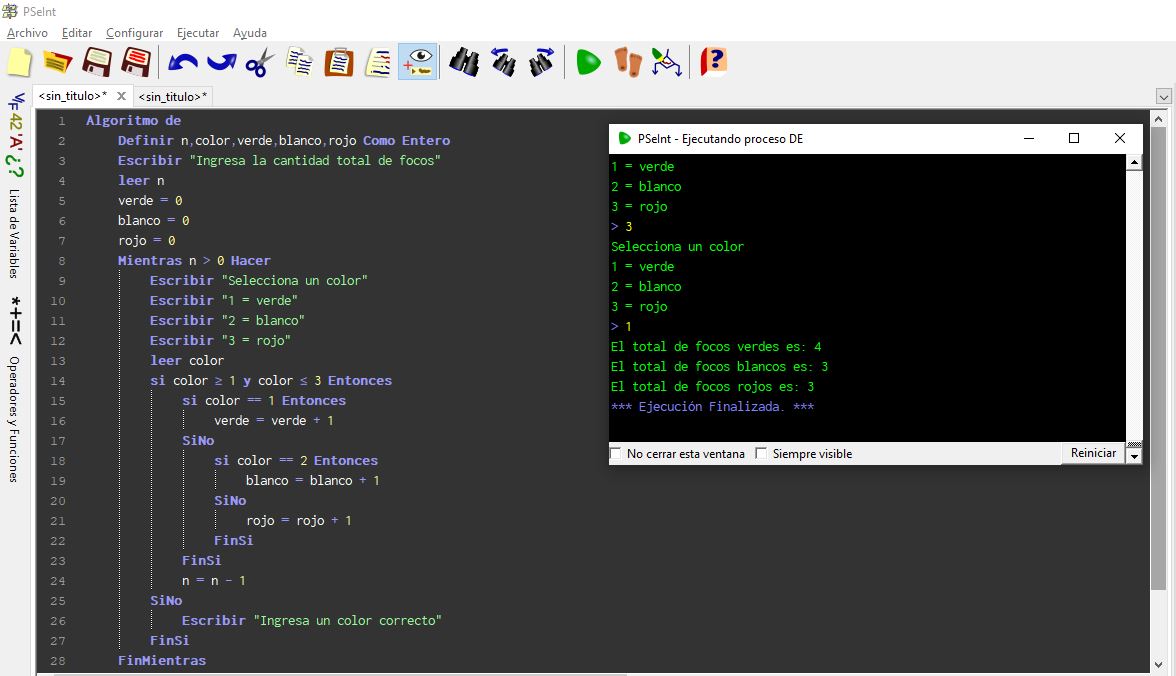 PSeInt
Archivo Editar Configurar Ejecutar Ayuda
<sin_titulo>* X <sin_titulo>*
42 'A' ¿?
Lista de Variables
*+=<
Operadores y Funciones
1 Algoritmo de
2 Definir n,color,verde,blanco,rojo Como Entero
3 Escribir "Ingresa la cantidad total de focos"
4 leer n
5 verde = 0
6 blanco = 0
7 rojo = 0
8 Mientras n > 0 Hacer
9 Escribir "Selecciona un color"
10 Escribir "1 = verde"
11 Escribir "2 = blanco"
12 Escribir "3 = rojo"
13 leer color
14 si color ≥ 1 y color ≤ 3 Entonces
15 si color == 1 Entonces
16 verde = verde + 1
17 SiNo
18 si color == 2 Entonces
19 blanco = blanco + 1
20 SiNo
21 rojo = rojo + 1
22 FinSi
23 FinSi
24 n = n - 1
25 SiNo
26 Escribir "Ingresa un color correcto"
27 FinSi
28 FinMientras
PSeInt - Ejecutando proceso DE
1 = verde
2 = blanco
3 = rojo
> 3
Selecciona un color
1 = verde
2 = blanco
3 = rojo
> 1
El total de focos verdes es: 4
El total de focos blancos es: 3
El total de focos rojos es: 3
*** Ejecución Finalizada. ***
No cerrar esta ventana Siempre visible Reiniciar